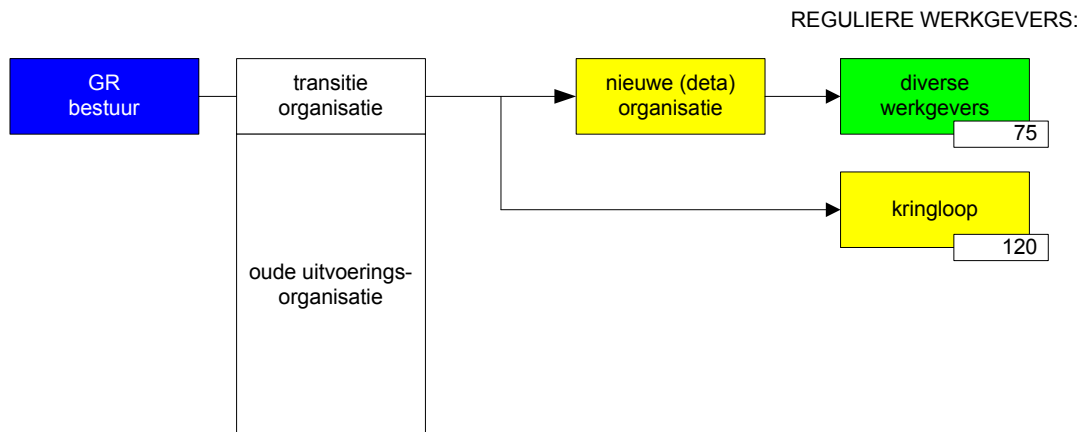 REGULIERE WERKGEVERS:
GR
bestuur
transitie
organisatie
nieuwe (deta)
organisatie
diverse
werkgevers
75
kringloop
120
oude uitvoerings-
organisatie